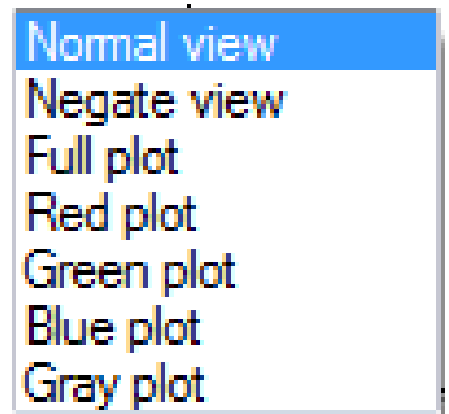 Normal view
Negate view
Full plot
Red plot
Green plot
Blue plot
Gray plot